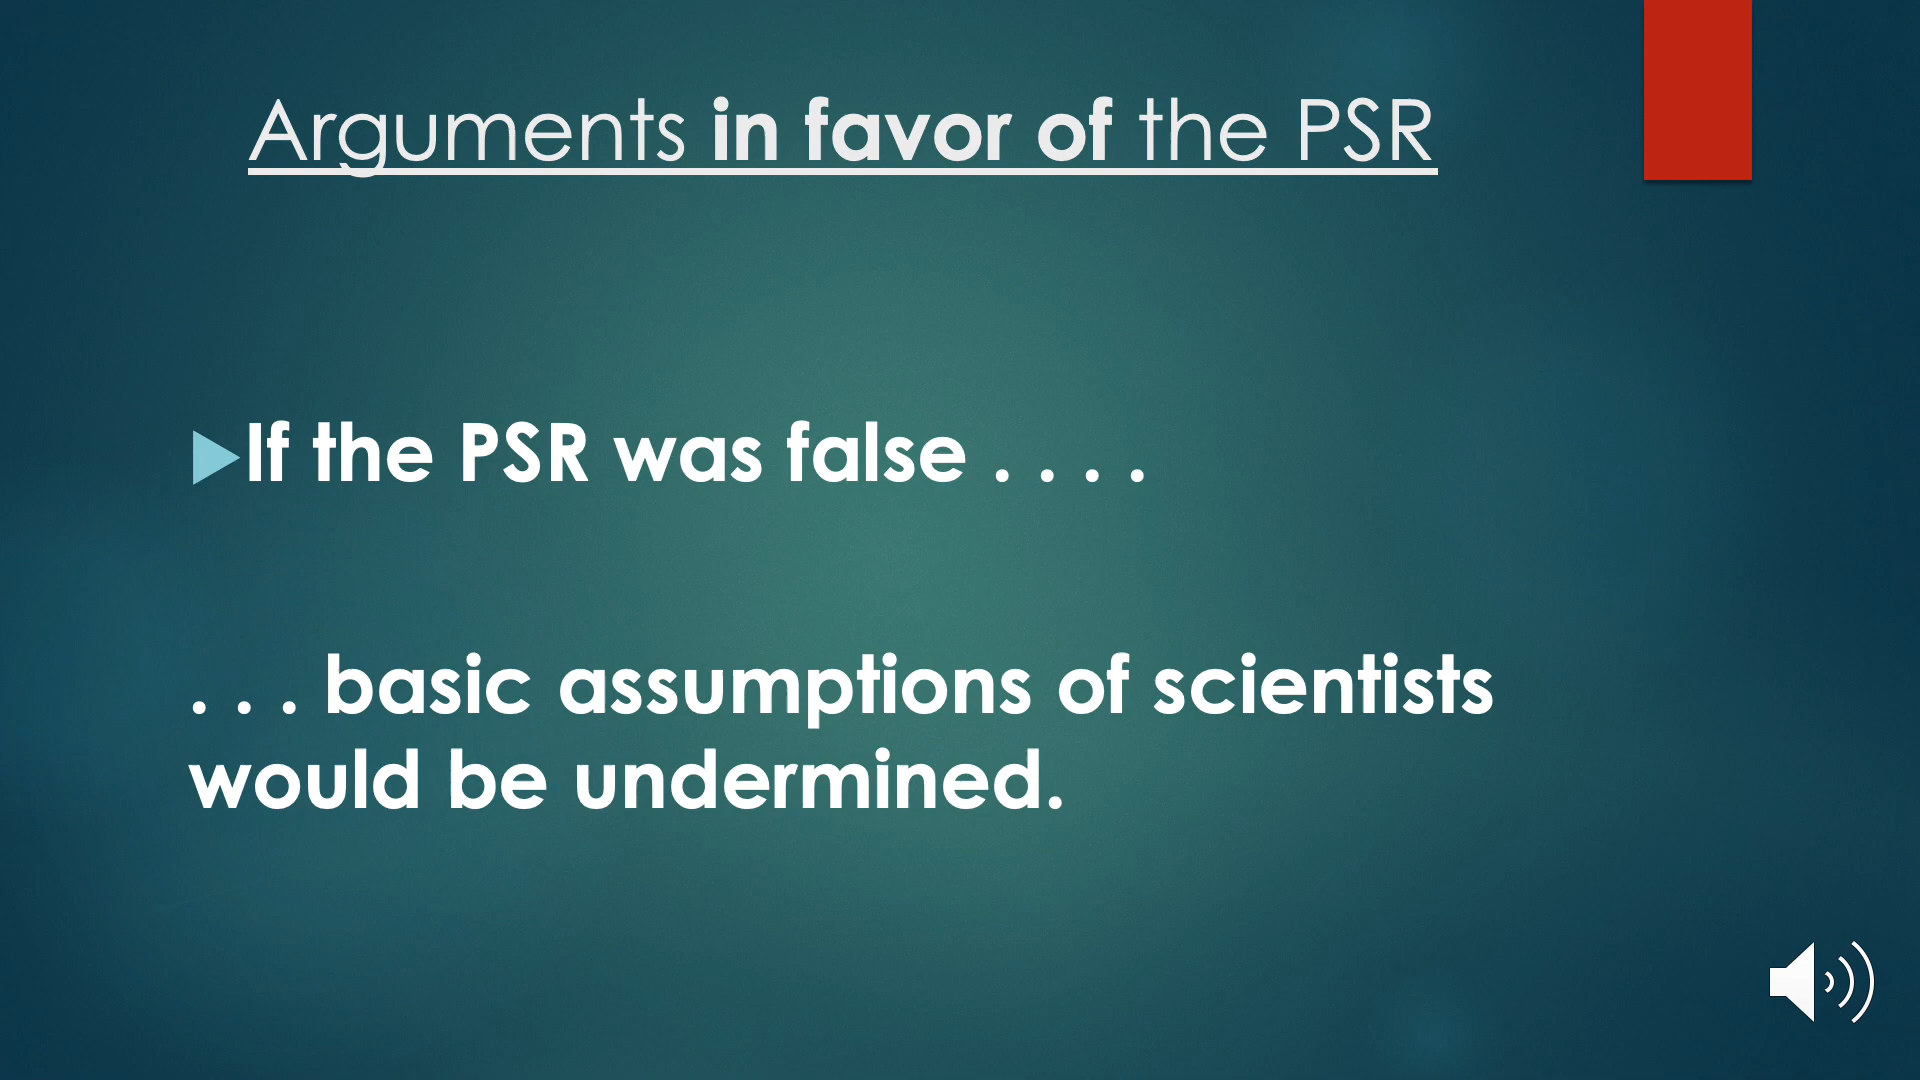 Arguments in favor of the PSR
If the PSR was false . . . .
. . . basic assumptions of scientists
would be undermined.